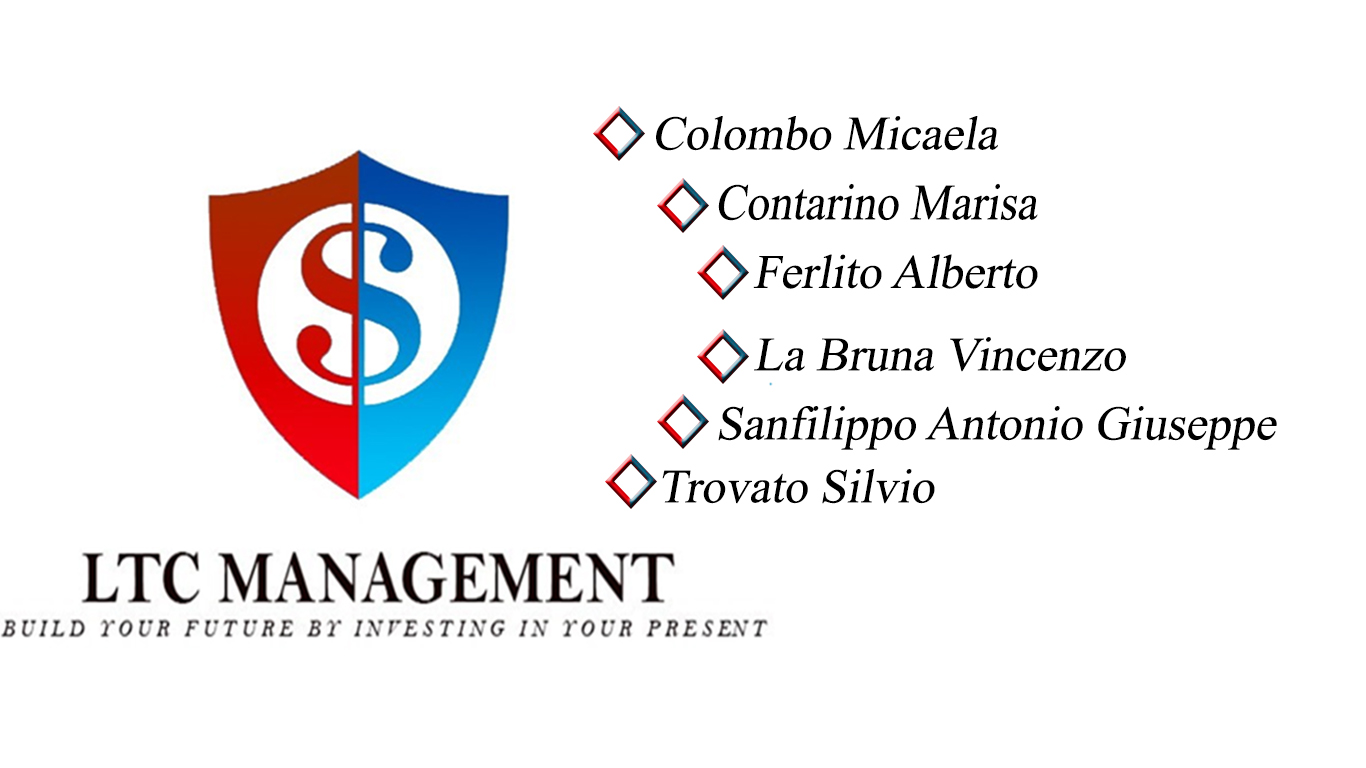 Colombo Micaela
Contarino Marisa
Ferlito Alberto
La Bruna Vincenzo
Sanfilippo Antonio Giuseppe
Trovato Silvio
$
LTC MANAGEMENT
BUILD YOUR FUTURE BY INVESTING IN YOUR PRESENT